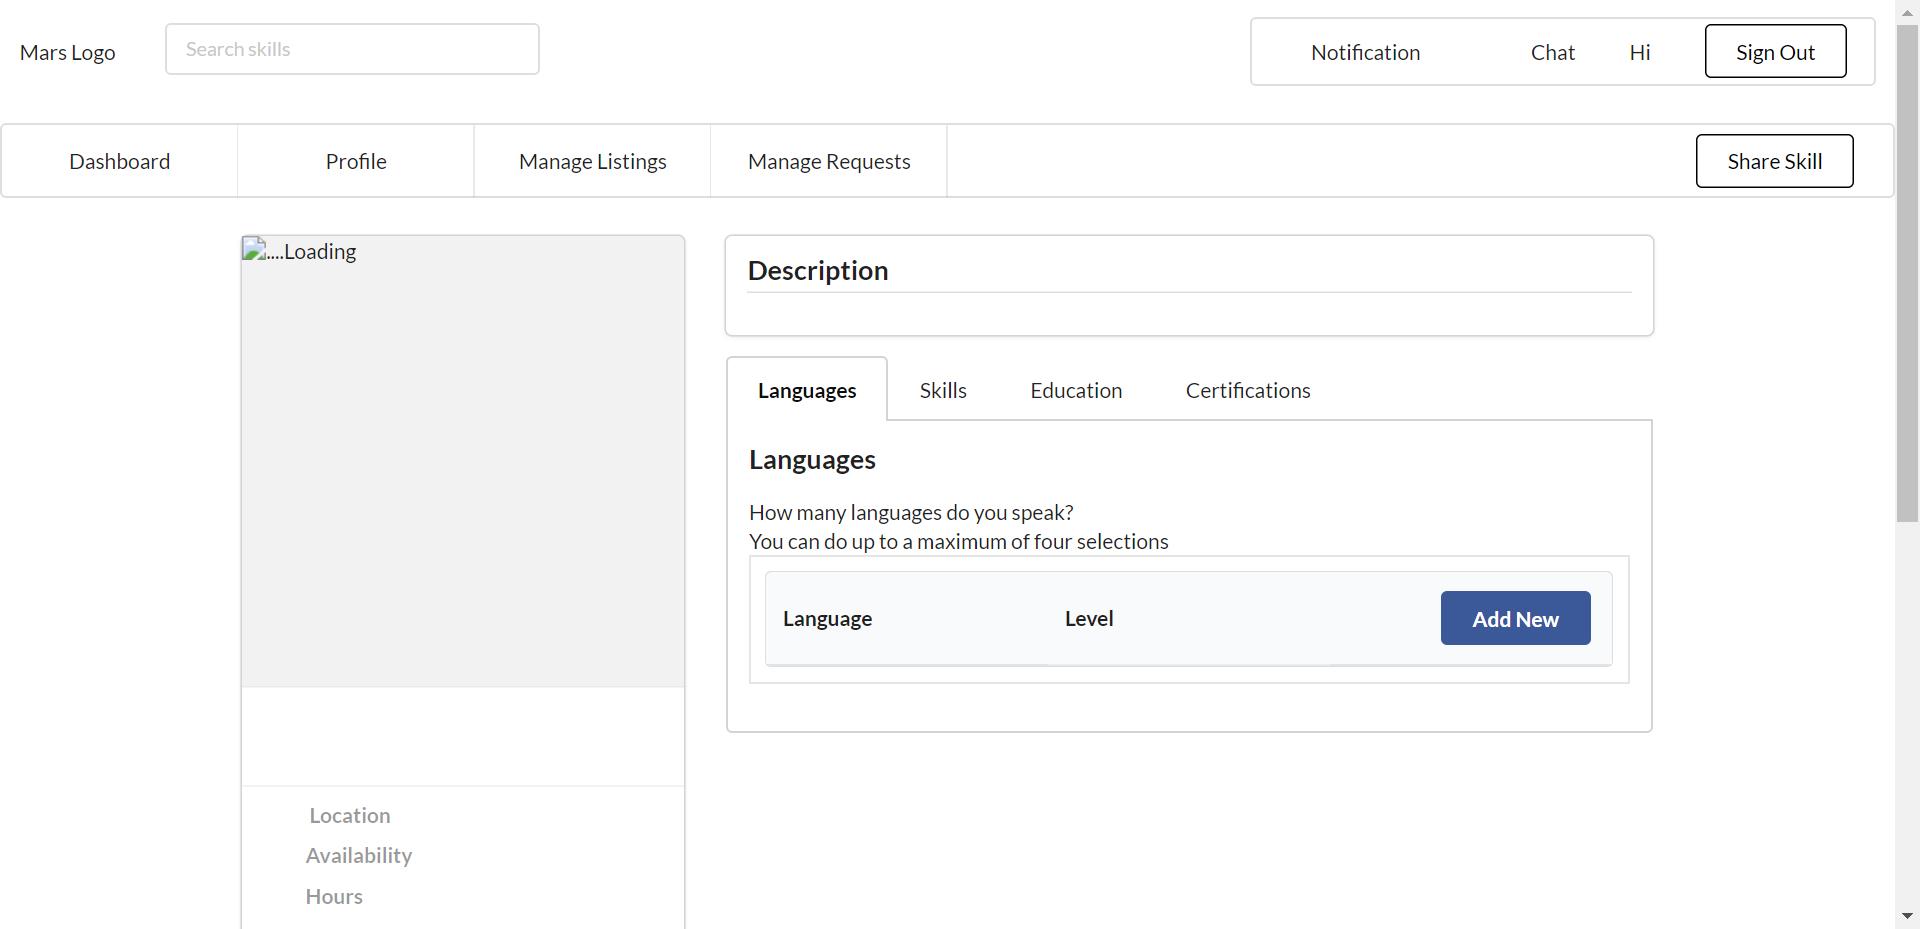 Mars Logo
Search skills
Notification
Chat
Hi
Sign Out
Dashboard
Profile
Manage Listings
Manage Requests
Share Skill
....Loading
Description
Languages
Skills
Education
Certifications
Languages
How many languages do you speak?
You can do up to a maximum of four selections
Language
Level
Add New
Location
Availability
Hours